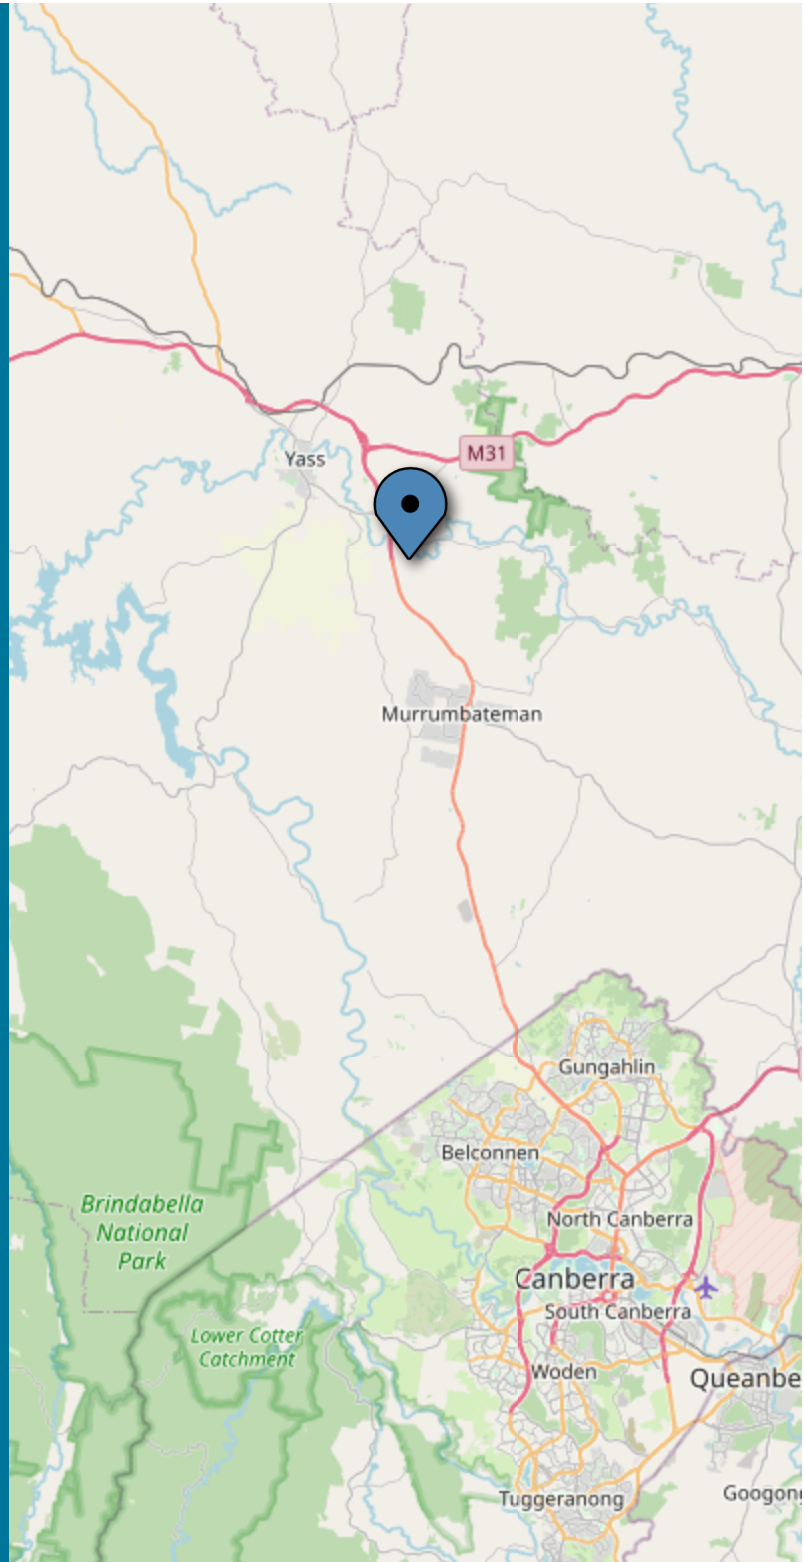 M31
Yass
Murrumbateman
Gungahlin
Belconnen
Brindabella
National
Park
North Canberra
Canberra
South Canberra
Lower Cotter
Catchment
Woden
Queanbe
Tuggeranong
Googon